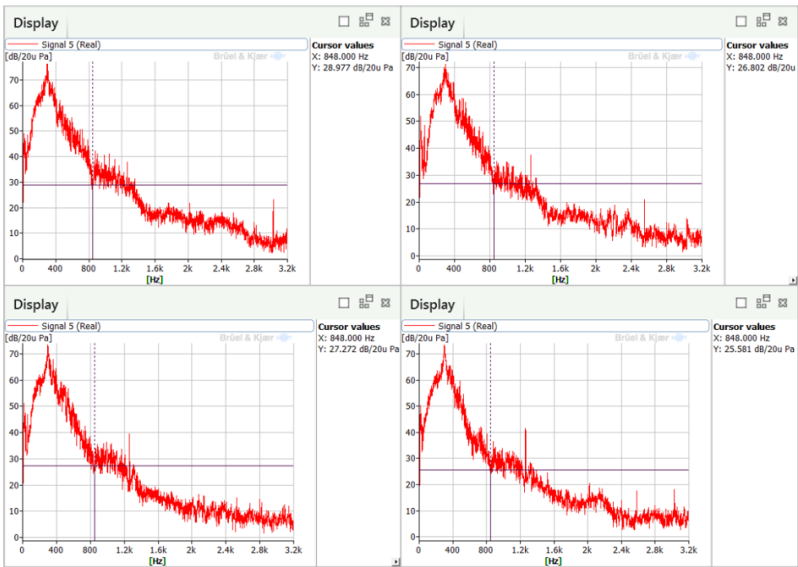 Display
Signal 5 (Real)
[dB/20u Pa]
Brüel & Kjær
Cursor values
X: 848.000 Hz
Y: 28.977 dB/20u Pa
70
60
50
40
30
20
10
0
0 400 800 1.2k 1.6k 2k 2.4k 2.8k 3.2k
[Hz]
Display
Signal 5 (Real)
[dB/20u Pa]
Brüel & Kjær
Cursor values
X: 848.000 Hz
Y: 26.802 dB/20u
70
60
50
40
30
20
10
0
0 400 800 1.2k 1.6k 2k 2.4k 2.8k 3.2k
[Hz]
Display
Signal 5 (Real)
[dB/20u Pa]
Brüel & Kjær
Cursor values
X: 848.000 Hz
Y: 27.272 dB/20u Pa
70
60
50
40
30
20
10
0
0 400 800 1.2k 1.6k 2k 2.4k 2.8k 3.2k
[Hz]
Display
Signal 5 (Real)
[dB/20u Pa]
Brüel & Kjær
Cursor values
X: 848.000 Hz
Y: 25.581 dB/20u Pa
70
60
50
40
30
20
10
0
0 400 800 1.2k 1.6k 2k 2.4k 2.8k 3.2k
[Hz]